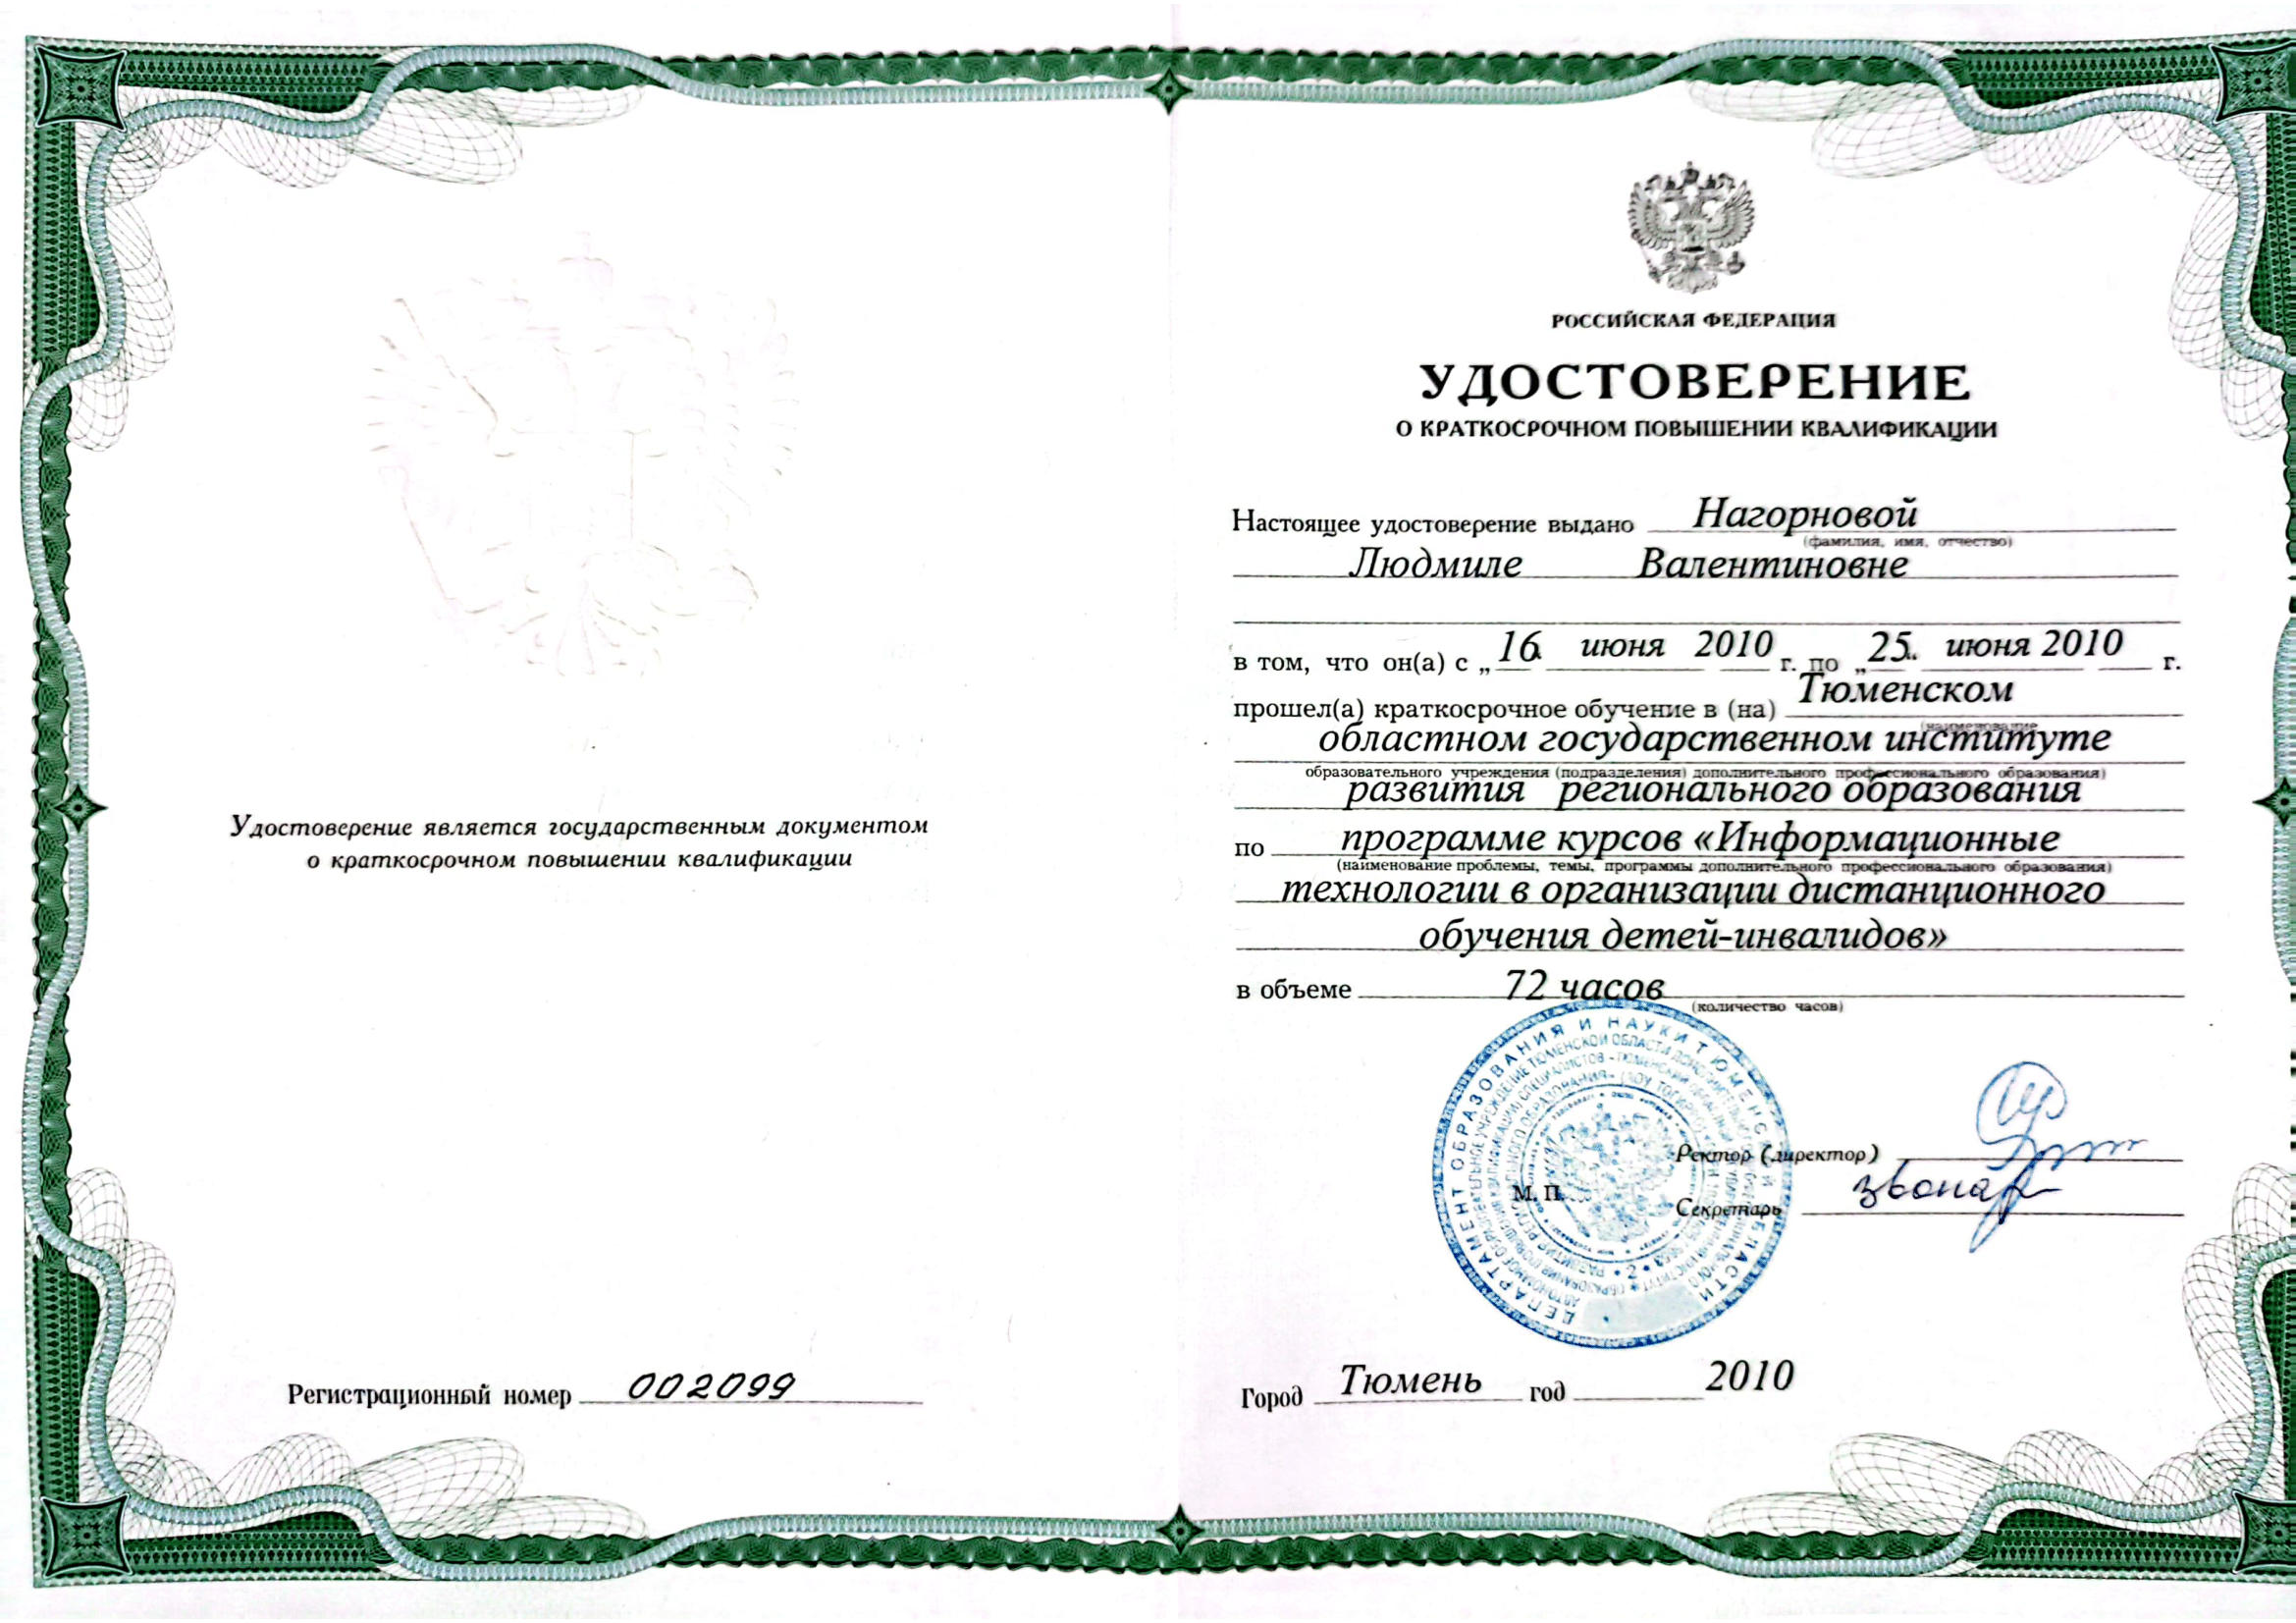 Удостоверение является государственным документом
о краткосрочном повышении квалификации
Регистрационный номер 002099
РОССИЙСКАЯ ФЕДЕРАЦИЯ
УДОСТОВЕРЕНИЕ
О КРАТКОСРОЧНОМ ПОВЫШЕНИИ КВАЛИФИКАЦИИ
Настоящее удостоверение выдано Нагорновой
(фамилия, имя, отчество)
Людмиле Валентиновне
в том, что он(а) с „16“ июня 2010 г. по „25“ июня 2010 г.
прошел(а) краткосрочное обучение в (на) Тюменском
(наименование
областном государственном институте
образовательного учреждения (подразделения) дополнительного профессионального образования)
развития регионального образования
по программе курсов «Информационные
(наименование проблемы, темы, программы дополнительного профессионального образования)
технологии в организации дистанционного
обучения детей-инвалидов»
в объеме 72 часов
(количество часов)
ДЕПАРТАМЕНТ ОБРАЗОВАНИЯ И НАУКИ ТЮМЕНСКОЙ ОБЛАСТИ
Ректор (директор)
М. П.
Секретарь
Город Тюмень год 2010